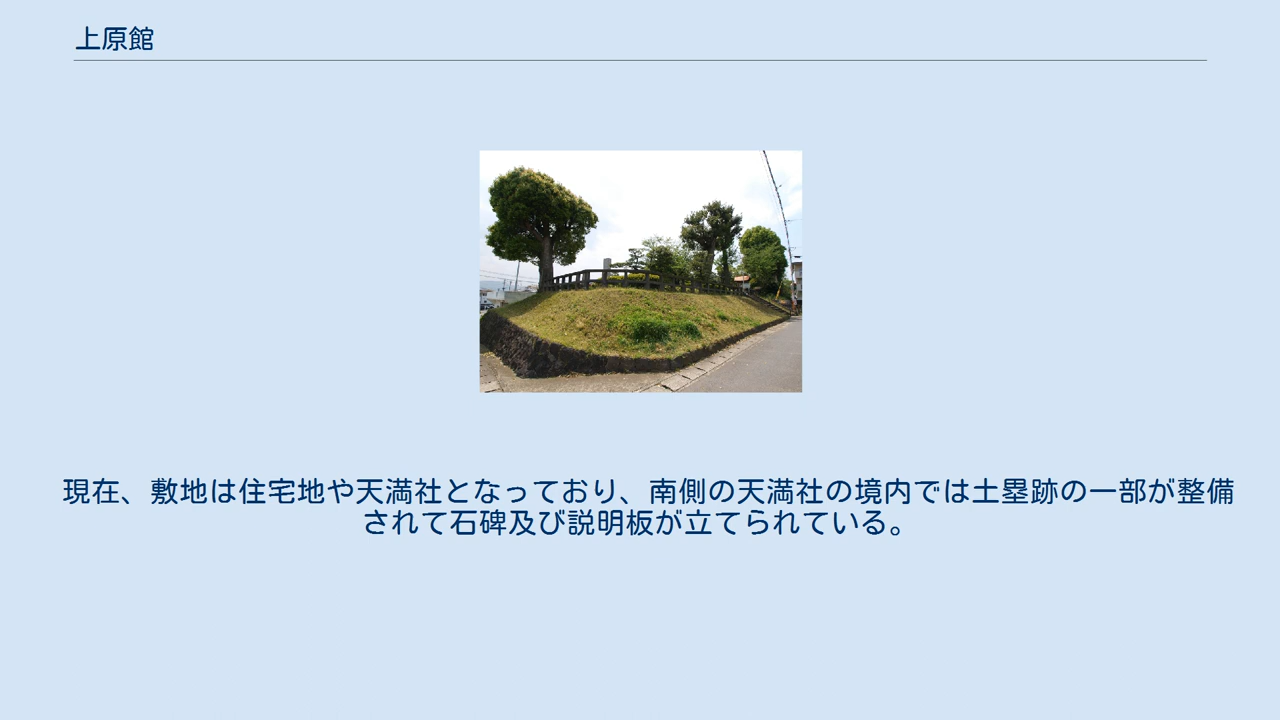 上原館
現在、敷地は住宅地や天満社となっており、南側の天満社の境内では土塁跡の一部が整備
されて石碑及び説明板が立てられている。